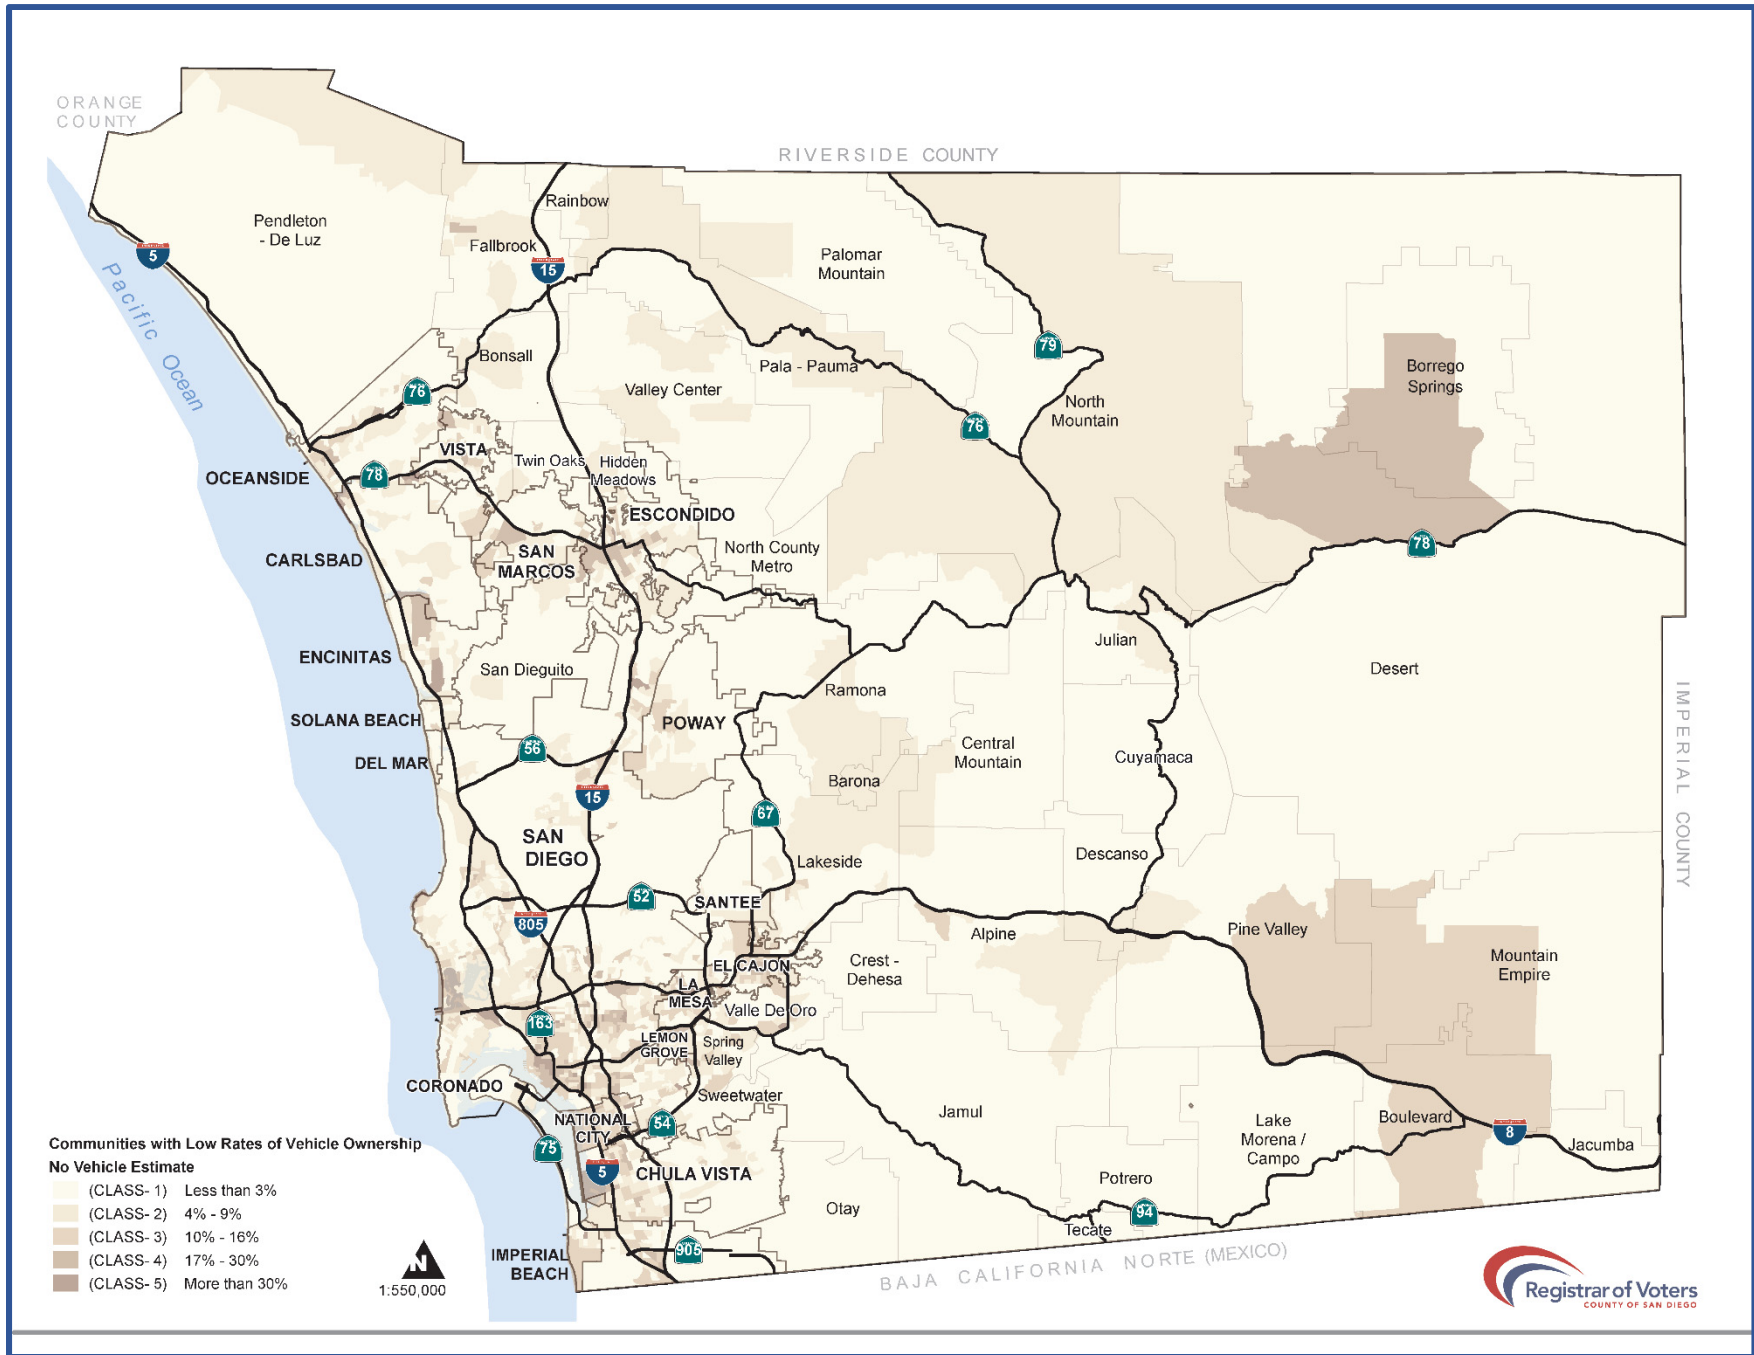 ORANGE
COUNTY
RIVERSIDE COUNTY
Rainbow
Pendleton
- De Luz
Fallbrook
5
15
Palomar
Mountain
Pacific Ocean
79
Bonsall
Pala - Pauma
Borrego
Springs
76
Valley Center
North
Mountain
76
VISTA
Twin Oaks
Hidden
Meadows
OCEANSIDE
78
ESCONDIDO
78
CARLSBAD
SAN
MARCOS
North County
Metro
ENCINITAS
San Dieguito
Julian
Desert
Ramona
SOLANA BEACH
POWAY
IMPERIAL COUNTY
DEL MAR
56
Central
Mountain
Cuyamaca
15
Barona
67
SAN
DIEGO
Lakeside
Descanso
52
SANTEE
805
Alpine
Pine Valley
EL CAJON
Crest -
Dehesa
Mountain
Empire
LA
MESA
Valle De Oro
163
LEMON
GROVE
Spring
Valley
CORONADO
Sweetwater
NATIONAL
CITY
54
Jamul
Lake
Morena /
Campo
Boulevard
8
Jacumba
75
5
CHULA VISTA
Potrero
Otay
94
Tecate
905
IMPERIAL
BEACH
BAJA CALIFORNIA NORTE (MEXICO)
Communities with Low Rates of Vehicle Ownership
No Vehicle Estimate
(CLASS- 1) Less than 3%
(CLASS- 2) 4% - 9%
(CLASS- 3) 10% - 16%
(CLASS- 4) 17% - 30%
(CLASS- 5) More than 30%
N
1:550,000
Registrar of Voters
COUNTY OF SAN DIEGO